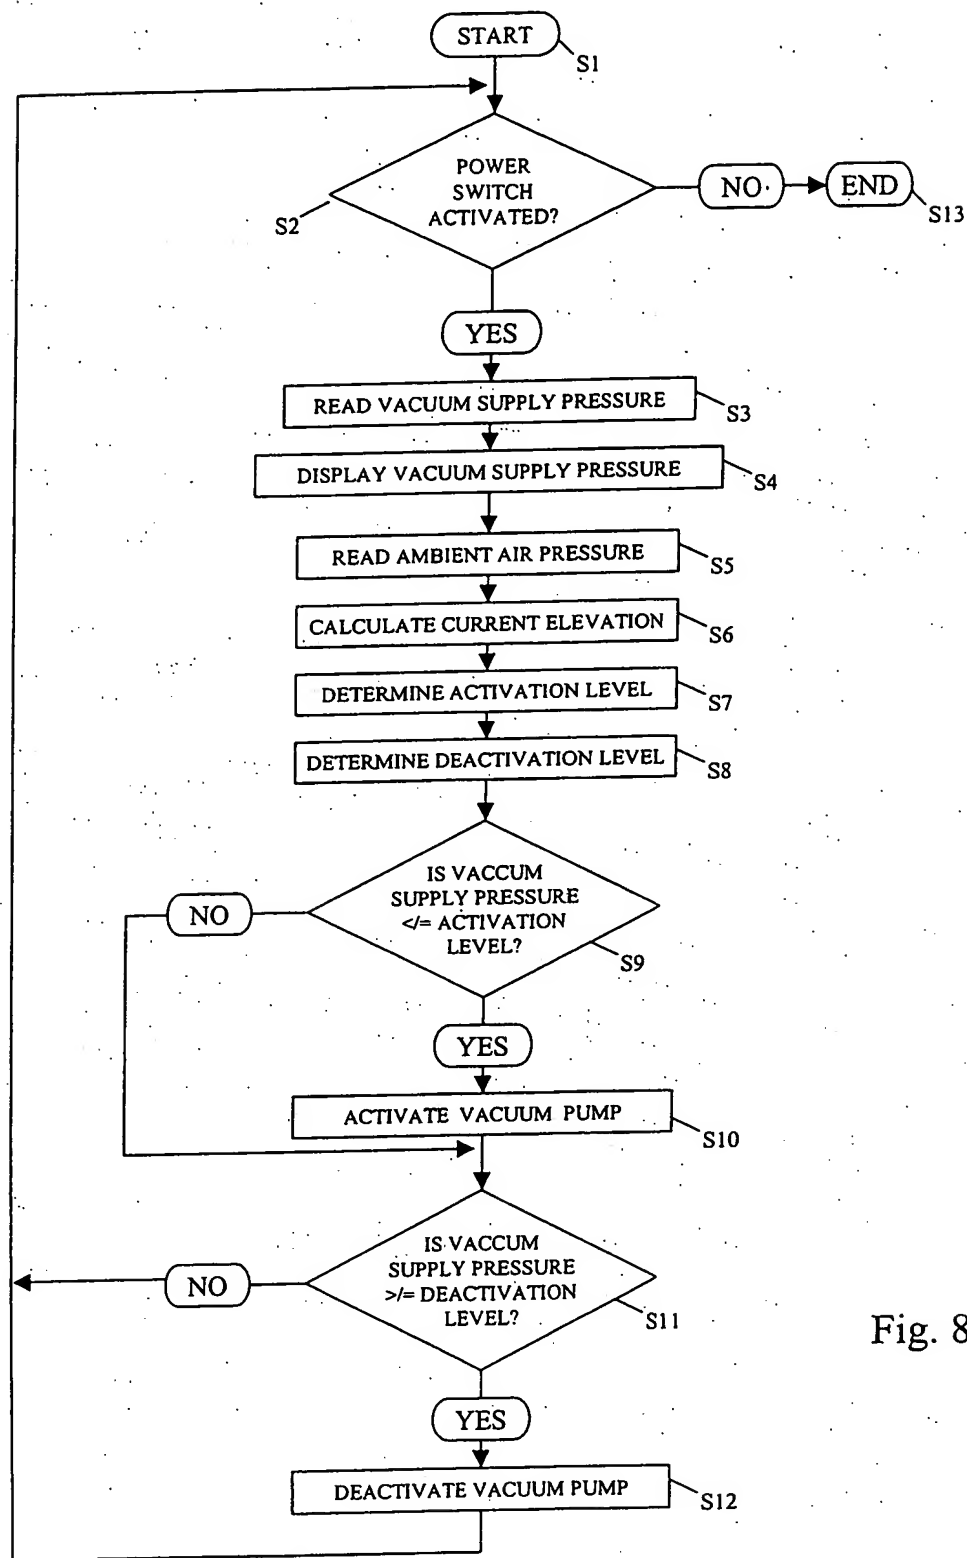 START
S1
POWER
SWITCH
ACTIVATED?
S2
NO
END
S13
YES
READ VACUUM SUPPLY PRESSURE
S3
DISPLAY VACUUM SUPPLY PRESSURE
S4
READ AMBIENT AIR PRESSURE
S5
CALCULATE CURRENT ELEVATION
S6
DETERMINE ACTIVATION LEVEL
S7
DETERMINE DEACTIVATION LEVEL
S8
IS VACCUM
SUPPLY PRESSURE
</= ACTIVATION
LEVEL?
NO
S9
YES
ACTIVATE VACUUM PUMP
S10
IS VACCUM
SUPPLY PRESSURE
>/= DEACTIVATION
LEVEL?
NO
S11
Fig. 8
YES
DEACTIVATE VACUUM PUMP
S12